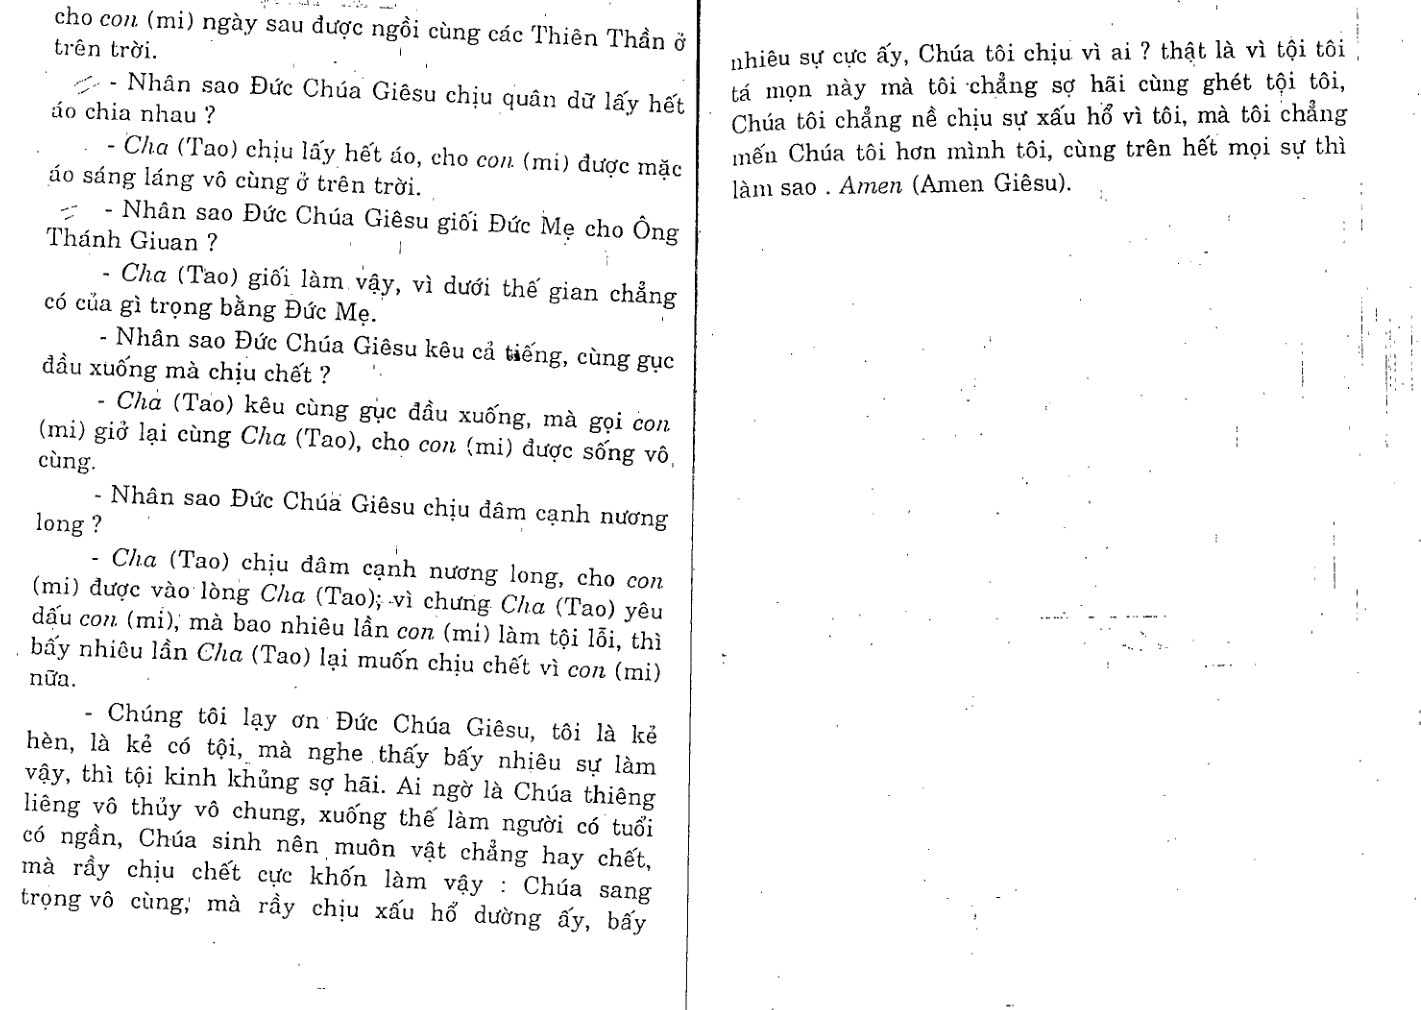 cho con (mi) ngày sau được ngồi cùng các Thiên Thần ở
trên trời.
- Nhân sao Đức Chúa Giêsu chịu quân dữ lấy hết
áo chia nhau ?
- Cha (Tao) chịu lấy hết áo, cho con (mi) được mặc
áo sáng láng vô cùng ở trên trời.
- Nhân sao Đức Chúa Giêsu giối Đức Mẹ cho Ông
Thánh Giuan ?
- Cha (Tao) giối làm vậy, vì dưới thế gian chẳng
có của gì trọng bằng Đức Mẹ.
- Nhân sao Đức Chúa Giêsu kêu cả tiếng, cùng gục
đầu xuống mà chịu chết ?
- Cha (Tao) kêu cùng gục đầu xuống, mà gọi con
(mi) giở lại cùng Cha (Tao), cho con (mi) được sống vô
cùng.
- Nhân sao Đức Chúa Giêsu chịu đâm cạnh nương
long ?
- Cha (Tao) chịu đâm cạnh nương long, cho con
(mi) được vào lòng Cha (Tao); vì chưng Cha (Tao) yêu
dấu con (mi), mà bao nhiêu lần con (mi) làm tội lỗi, thì
bấy nhiêu lần Cha (Tao) lại muốn chịu chết vì con (mi)
nữa.
- Chúng tôi lạy ơn Đức Chúa Giêsu, tôi là kẻ
hèn, là kẻ có tội, mà nghe thấy bấy nhiêu sự làm
vậy, thì tội kinh khủng sợ hãi. Ai ngờ là Chúa thiêng
liêng vô thủy vô chung, xuống thế làm người có tuổi
có ngần, Chúa sinh nên muôn vật chẳng hay chết,
mà rầy chịu chết cực khốn làm vậy : Chúa sang
trọng vô cùng, mà rầy chịu xấu hổ dường ấy, bấy
nhiêu sự cực ấy, Chúa tôi chịu vì ai ? thật là vì tội tôi
tá mọn này mà tôi chẳng sợ hãi cùng ghét tội tôi,
Chúa tôi chẳng nề chịu sự xấu hổ vì tôi, mà tôi chẳng
mến Chúa tôi hơn mình tôi, cùng trên hết mọi sự thì
làm sao . Amen (Amen Giêsu).